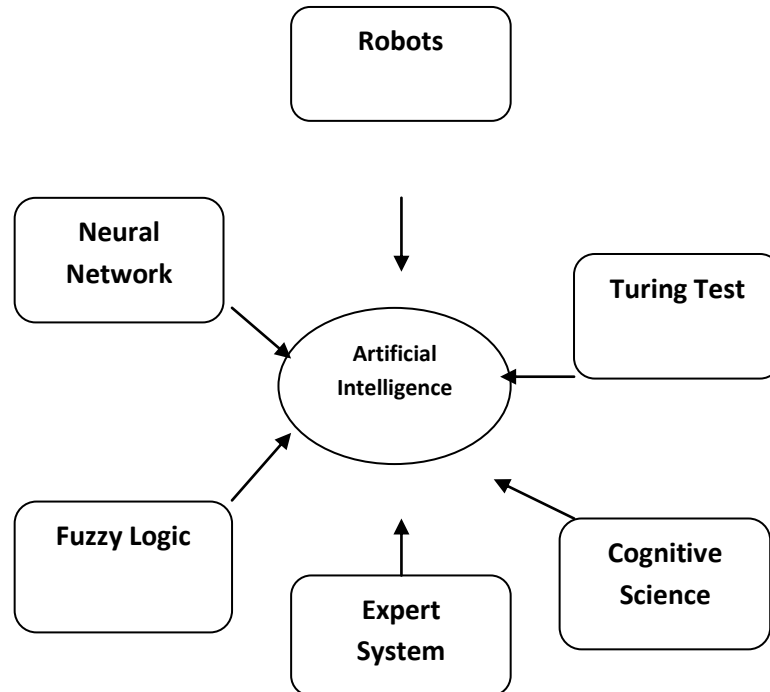 Robots
Neural
Network
Turing Test
Artificial
Intelligence
Fuzzy Logic
Cognitive
Science
Expert
System